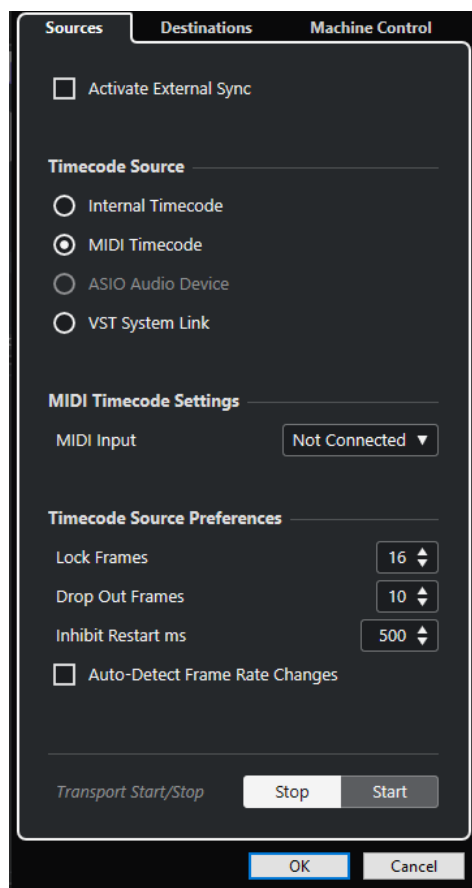 Sources Destinations Machine Control
Activate External Sync
Timecode Source
Internal Timecode
MIDI Timecode
ASIO Audio Device
VST System Link
MIDI Timecode Settings
MIDI Input Not Connected
Timecode Source Preferences
Lock Frames 16
Drop Out Frames 10
Inhibit Restart ms 500
Auto-Detect Frame Rate Changes
Transport Start/Stop Stop Start
OK Cancel